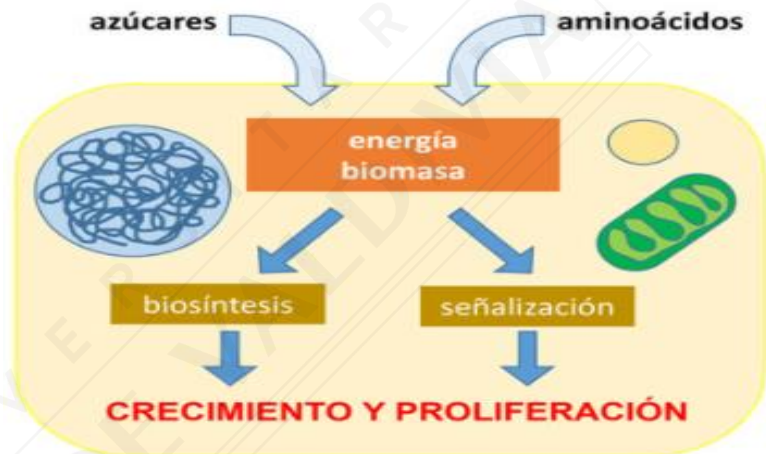 azúcares
aminoácidos
energía
biomasa
biosíntesis
señalización
CRECIMIENTO Y PROLIFERACIÓN